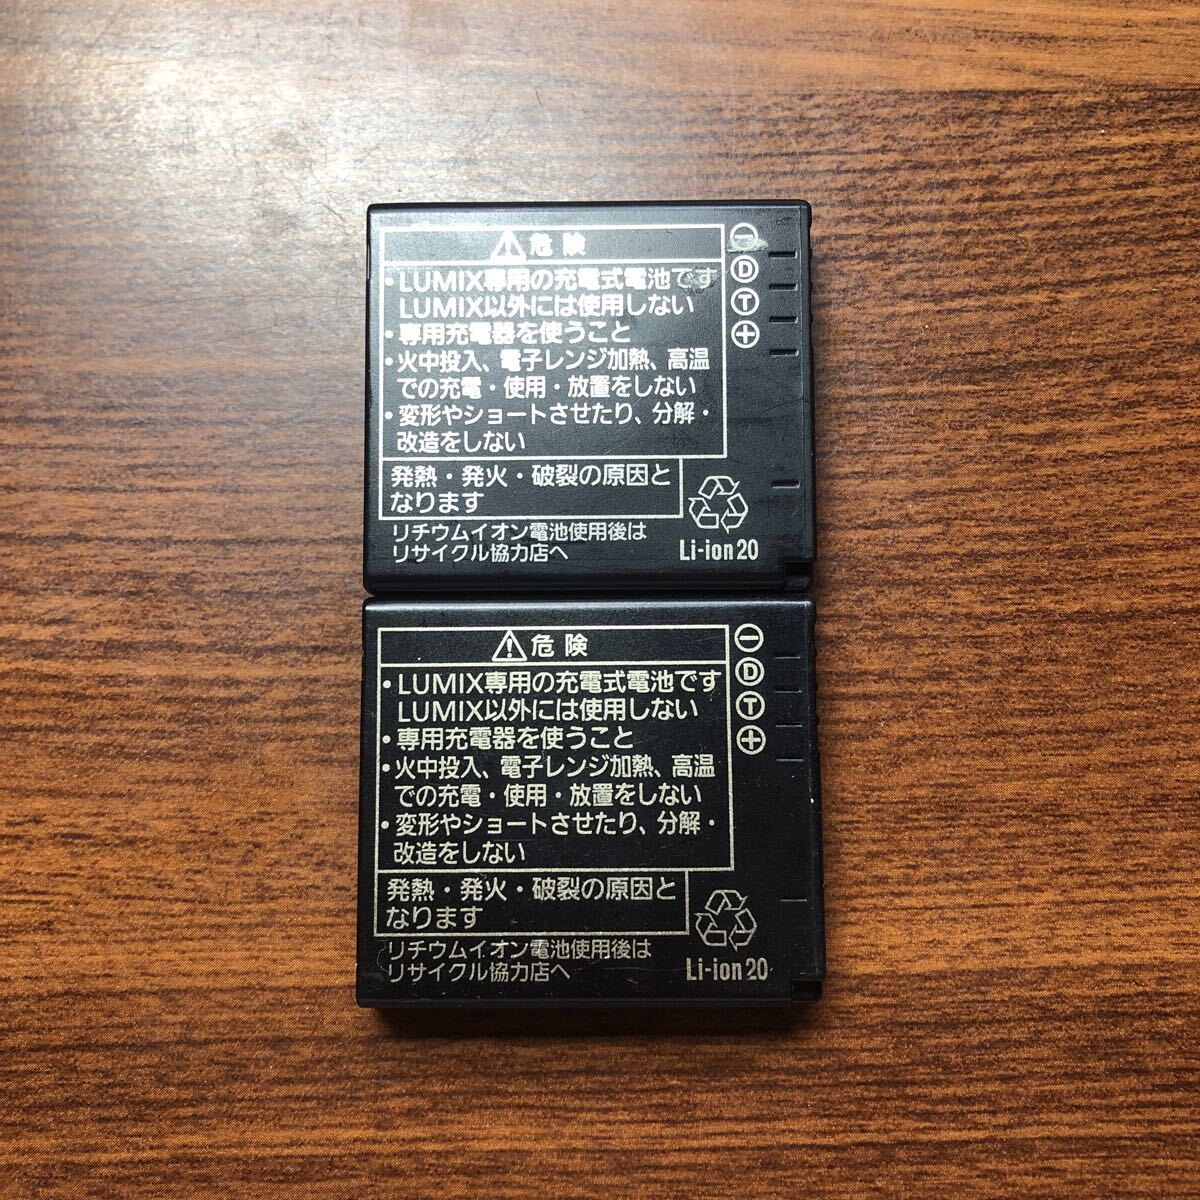 危険
・LUMIX専用の充電式電池です
LUMIX以外には使用しない
・専用充電器を使うこと
・火中投入、電子レンジ加熱、高温
での充電・使用・放置をしない
・変形やショートさせたり、分解・
改造をしない
発熱・発火・破裂の原因と
なります
リチウムイオン電池使用後は
リサイクル協力店へ
⊖
D
T
⊕
Li-ion20
危険
・LUMIX専用の充電式電池です
LUMIX以外には使用しない
・専用充電器を使うこと
・火中投入、電子レンジ加熱、高温
での充電・使用・放置をしない
・変形やショートさせたり、分解・
改造をしない
発熱・発火・破裂の原因と
なります
リチウムイオン電池使用後は
リサイクル協力店へ
⊖
D
T
⊕
Li-ion20